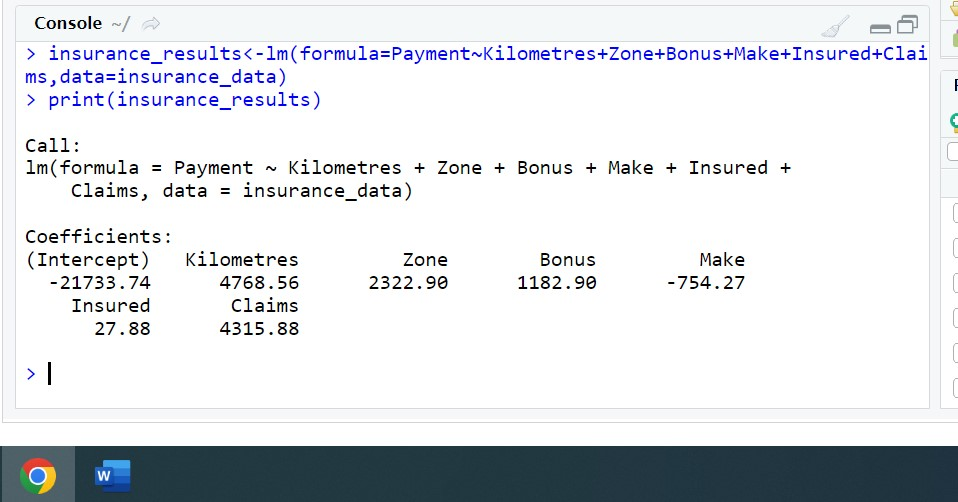 Console ~/
> insurance_results<-lm(formula=Payment~Kilometres+Zone+Bonus+Make+Insured+Clai
ms,data=insurance_data)
> print(insurance_results)
Call:
lm(formula = Payment ~ Kilometres + Zone + Bonus + Make + Insured +
    Claims, data = insurance_data)
Coefficients:
(Intercept)   Kilometres         Zone        Bonus         Make
  -21733.74      4768.56      2322.90      1182.90      -754.27
    Insured       Claims
      27.88      4315.88
>
W